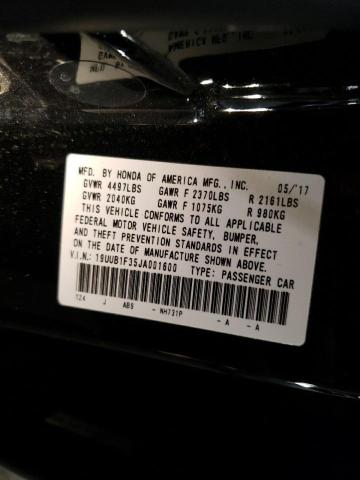 MFD. BY HONDA OF AMERICA MFG., INC. 05/'17
GVWR 4497LBS GAWR F 2370LBS R 2161LBS
GVWR 2040KG GAWR F 1075KG R 980KG
THIS VEHICLE CONFORMS TO ALL APPLICABLE
FEDERAL MOTOR VEHICLE SAFETY, BUMPER,
AND THEFT PREVENTION STANDARDS IN EFFECT
ON THE DATE OF MANUFACTURE SHOWN ABOVE.
V.I.N.: 19UUB1F35JA001600 TYPE: PASSENGER CAR
T24 J ABS - NH731P - A - A